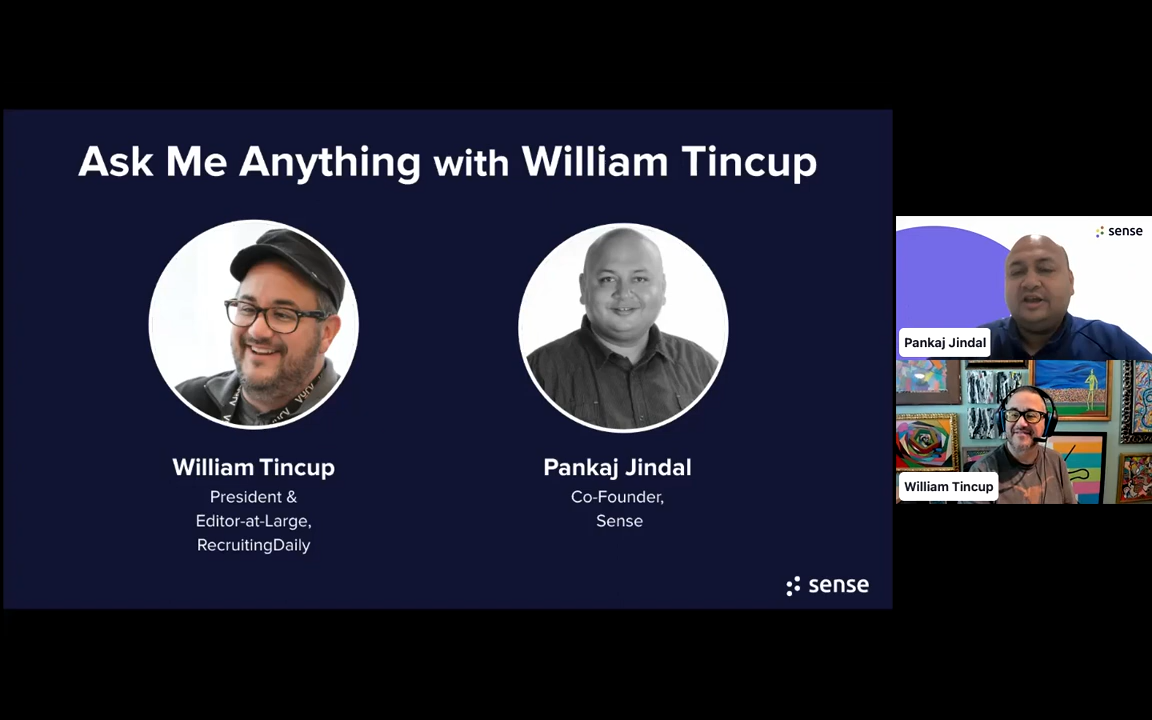 Ask Me Anything with William Tincup
William Tincup
President &
Editor-at-Large,
RecruitingDaily
Pankaj Jindal
Co-Founder,
Sense
sense
sense
Pankaj Jindal
William Tincup